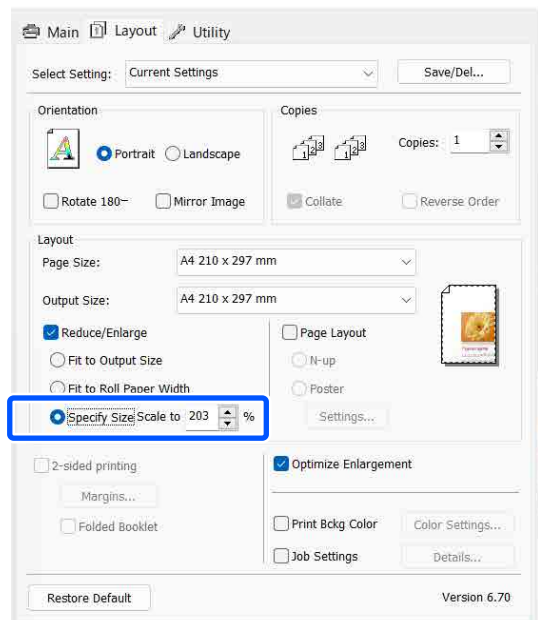 Main Layout Utility
Select Setting: Current Settings Save/Del...
Orientation
Portrait Landscape
Rotate 180° Mirror Image
Copies
Copies: 1
Collate Reverse Order
Layout
Page Size: A4 210 x 297 mm
Output Size: A4 210 x 297 mm
Reduce/Enlarge
Fit to Output Size
Fit to Roll Paper Width
Specify Size Scale to 203 %
Page Layout
N-up
Poster
Settings...
2-sided printing
Margins...
Folded Booklet
Optimize Enlargement
Print Bckg Color Color Settings...
Job Settings Details...
Restore Default Version 6.70